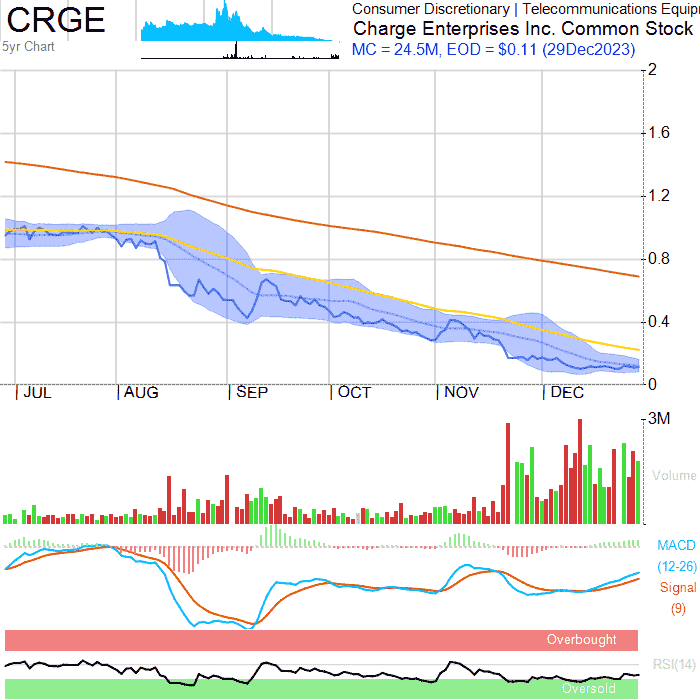 CRGE
5yr Chart
Consumer Discretionary | Telecommunications Equip
Charge Enterprises Inc. Common Stock
MC = 24.5M, EOD = $0.11 (29Dec2023)
2
1.6
1.2
0.8
0.4
0
JUL AUG SEP OCT NOV DEC
3M
Volume
MACD
(12-26)
Signal
(9)
Overbought
RSI(14)
Oversold